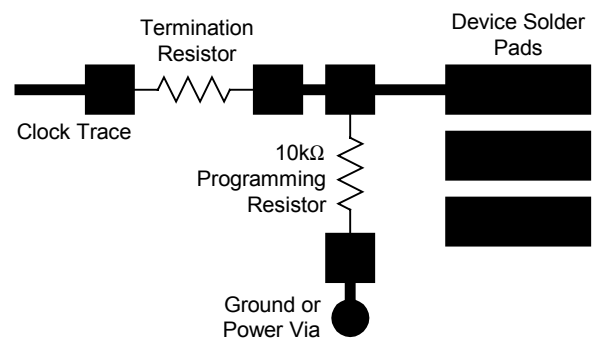 Termination
Resistor
Device Solder
Pads
Clock Trace
10kΩ
Programming
Resistor
Ground or
Power Via